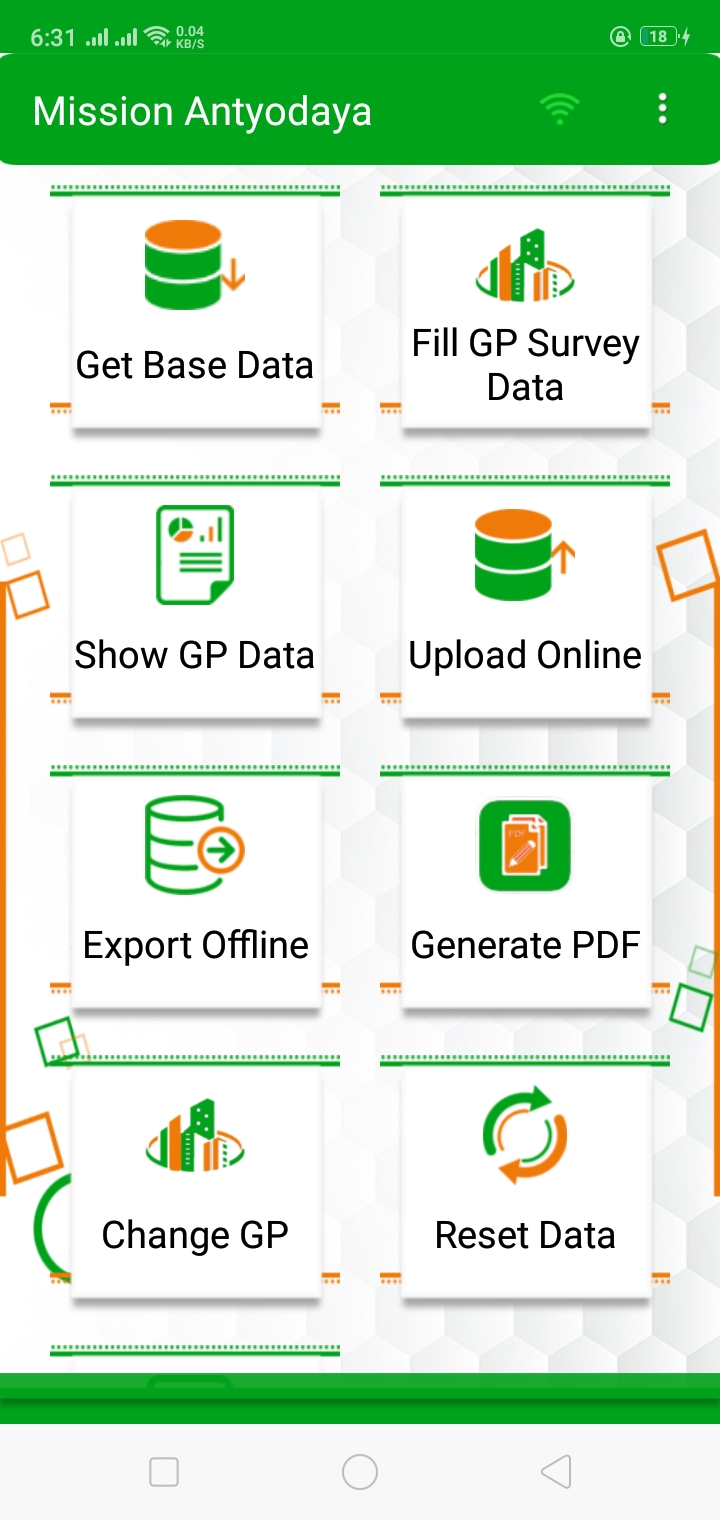 6:31 0.04 KB/S 18
Mission Antyodaya
Get Base Data
Fill GP Survey
Data
Show GP Data
Upload Online
Export Offline
PDF
Generate PDF
Change GP
Reset Data